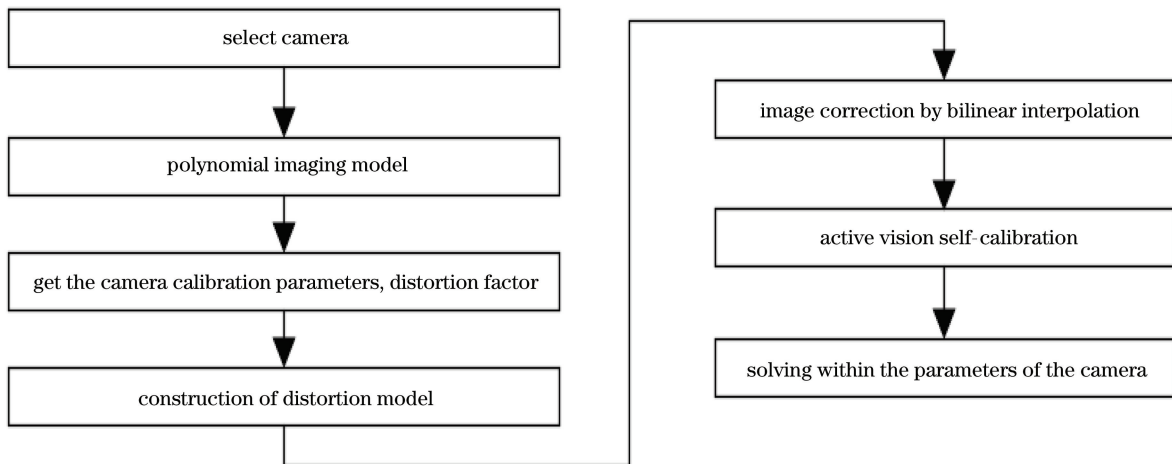 select camera
polynomial imaging model
get the camera calibration parameters, distortion factor
construction of distortion model
image correction by bilinear interpolation
active vision self-calibration
solving within the parameters of the camera